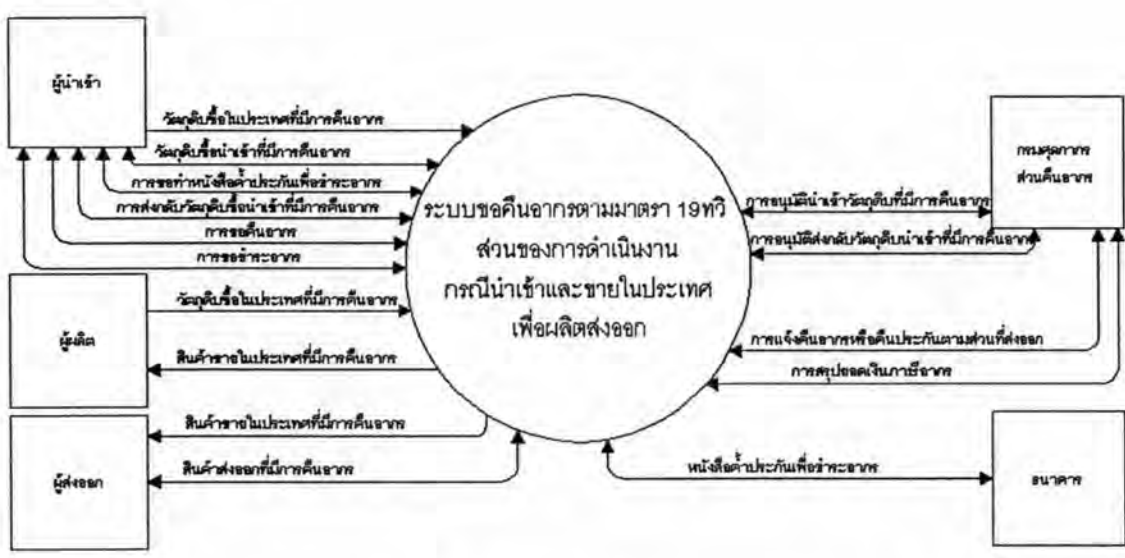 ผู้นำเข้า
วัตถุดิบซื้อในประเทศที่มีการคืนอากร
วัตถุดิบซื้อนำเข้าที่มีการคืนอากร
การขอทำหนังสือค้ำประกันเพื่อชำระอากร
การส่งกลับวัตถุดิบซื้อนำเข้าที่มีการคืนอากร
การขอคืนอากร
การขอชำระอากร
ผู้ผลิต
วัตถุดิบซื้อในประเทศที่มีการคืนอากร
สินค้าขายในประเทศที่มีการคืนอากร
ผู้ส่งออก
สินค้าขายในประเทศที่มีการคืนอากร
สินค้าส่งออกที่มีการคืนอากร
ระบบขอคืนอากรตามมาตรา 19ทวิ
ส่วนของการดำเนินงาน
กรณีนำเข้าและขายในประเทศ
เพื่อผลิตส่งออก
กรมศุลกากร
ส่วนคืนอากร
การอนุมัตินำเข้าวัตถุดิบที่มีการคืนอากร
การอนุมัติส่งกลับวัตถุดิบนำเข้าที่มีการคืนอากร
การแจ้งคืนอากรหรือคืนประกันตามส่วนที่ส่งออก
การสรุปยอดเงินภาษีอากร
หนังสือค้ำประกันเพื่อชำระอากร
ธนาคาร